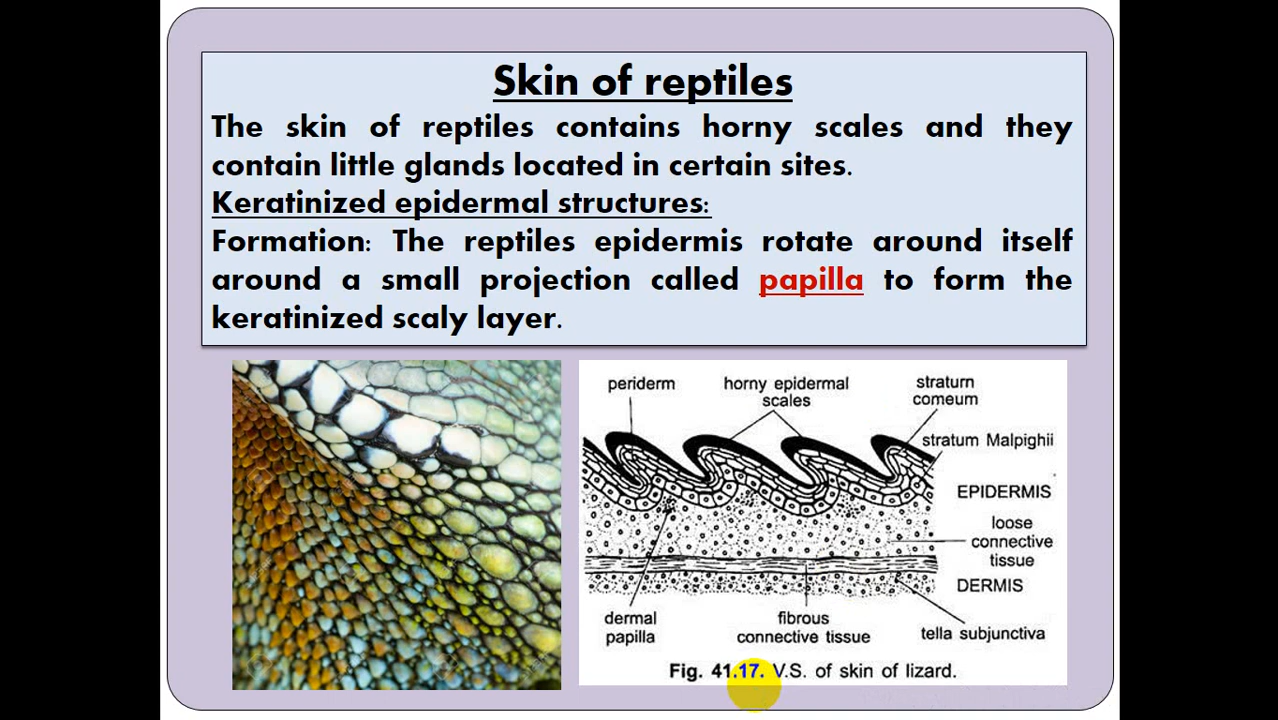 Skin of reptiles
The skin of reptiles contains horny scales and they
contain little glands located in certain sites.
Keratinized epidermal structures:
Formation: The reptiles epidermis rotate around itself
around a small projection called papilla to form the
keratinized scaly layer.
periderm
horny epidermal
scales
straturn
comeum
stratum Malpighii
EPIDERMIS
loose
connective
tissue
DERMIS
dermal
papilla
fibrous
connective tissue
tella subjunctiva
Fig. 41.17. V.S. of skin of lizard.